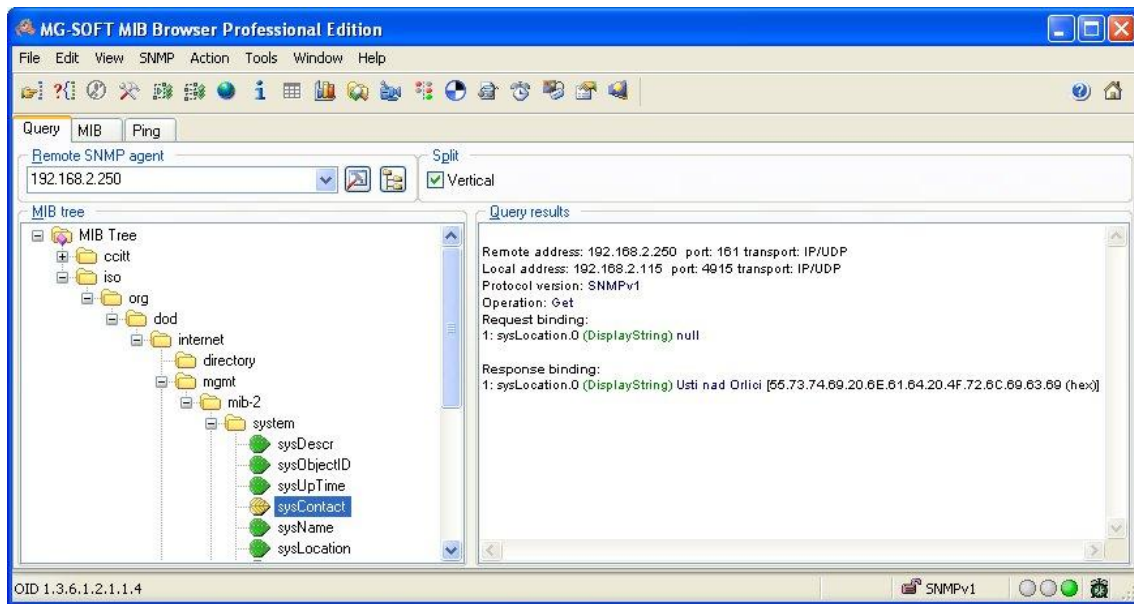 MG-SOFT MIB Browser Professional Edition
File Edit View SNMP Action Tools Window Help
Query MIB Ping
Remote SNMP agent
192.168.2.250
Split
Vertical
MIB tree
MIB Tree
ccitt
iso
org
dod
internet
directory
mgmt
mib-2
system
sysDescr
sysObjectID
sysUpTime
sysContact
sysName
sysLocation
Query results
Remote address: 192.168.2.250 port: 161 transport: IP/UDP
Local address: 192.168.2.115 port: 4915 transport: IP/UDP
Protocol version: SNMPv1
Operation: Get
Request binding:
1: sysLocation.0 (DisplayString) null
Response binding:
1: sysLocation.0 (DisplayString) Usti nad Orlici [55.73.74.69.20.6E.61.64.20.4F.72.6C.69.63.69 (hex)]
OID 1.3.6.1.2.1.1.4
SNMPv1